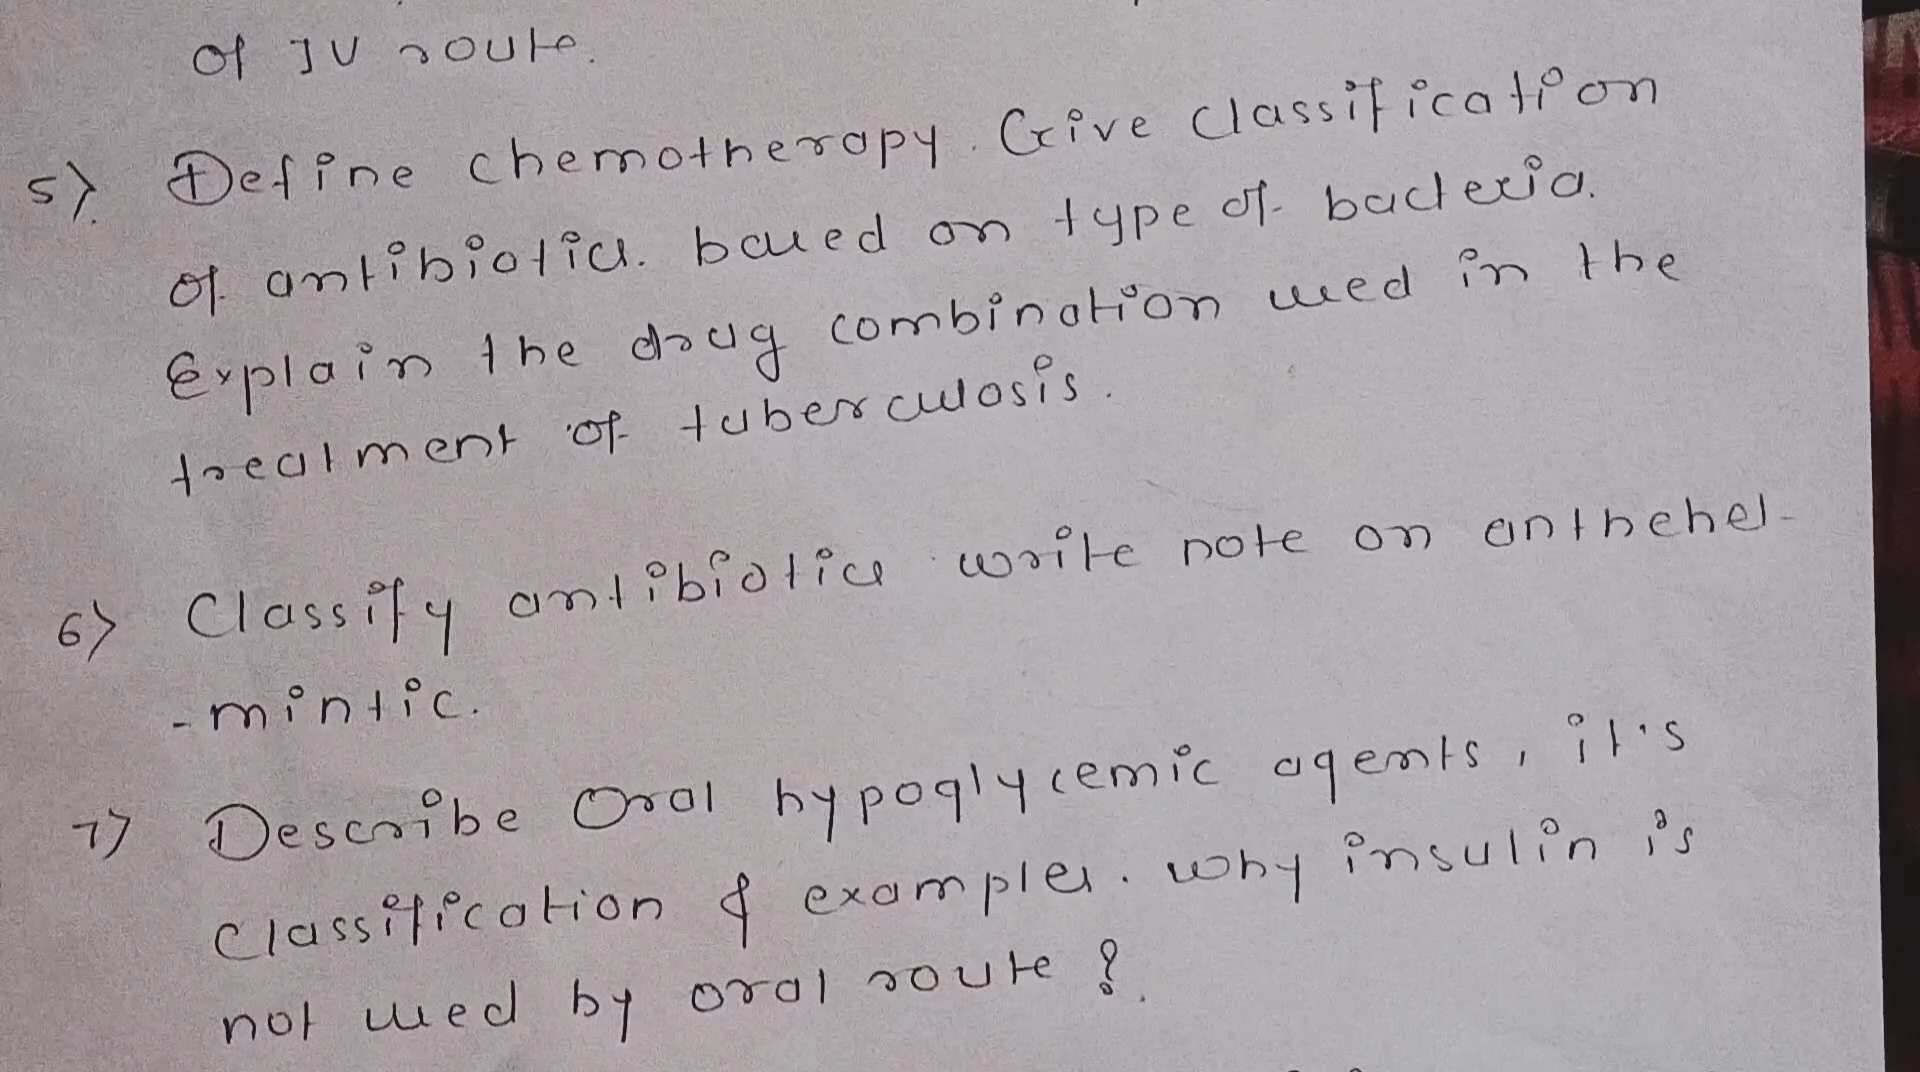 of IV route.
5) Define chemotherapy. Give classification
of antibiotics. based on type of bacteria.
Explain the drug combination used in the
treatment of tuberculosis.
6) Classify antibiotics write note on anthehel-
-mintic.
7) Describe Oral hypoglycemic agents, it's
classification & examples. why insulin is
not used by oral route ?